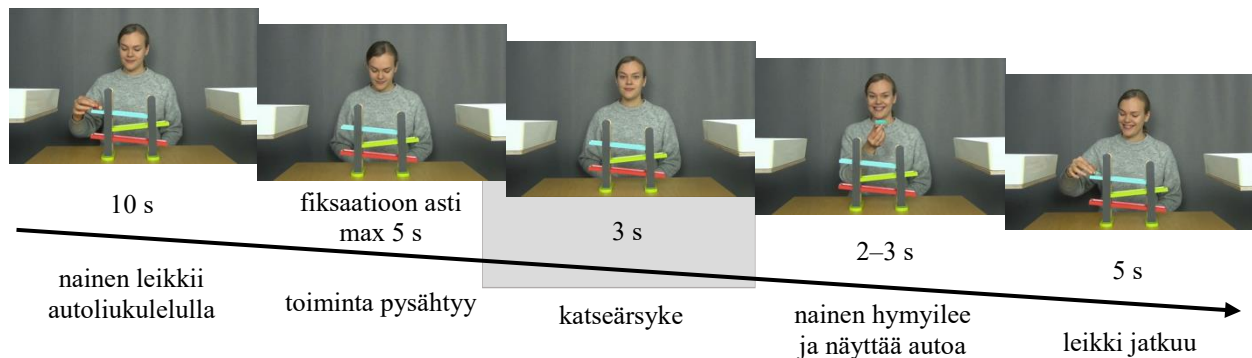 10 s
nainen leikkii
autoliukulelulla
fiksaatioon asti
max 5 s
toiminta pysähtyy
3 s
katseärsyke
2–3 s
nainen hymyilee
ja näyttää autoa
5 s
leikki jatkuu